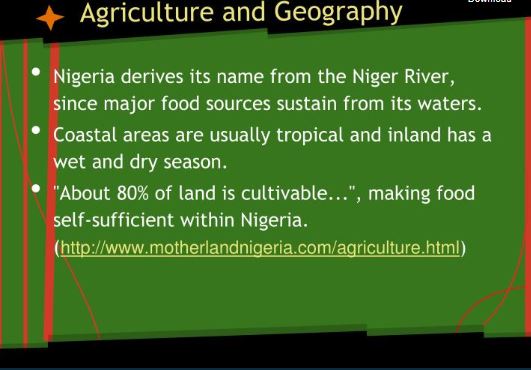 Download
Agriculture and Geography
• Nigeria derives its name from the Niger River,
since major food sources sustain from its waters.
• Coastal areas are usually tropical and inland has a
wet and dry season.
• "About 80% of land is cultivable...", making food
self-sufficient within Nigeria.
(http://www.motherlandnigeria.com/agriculture.html)